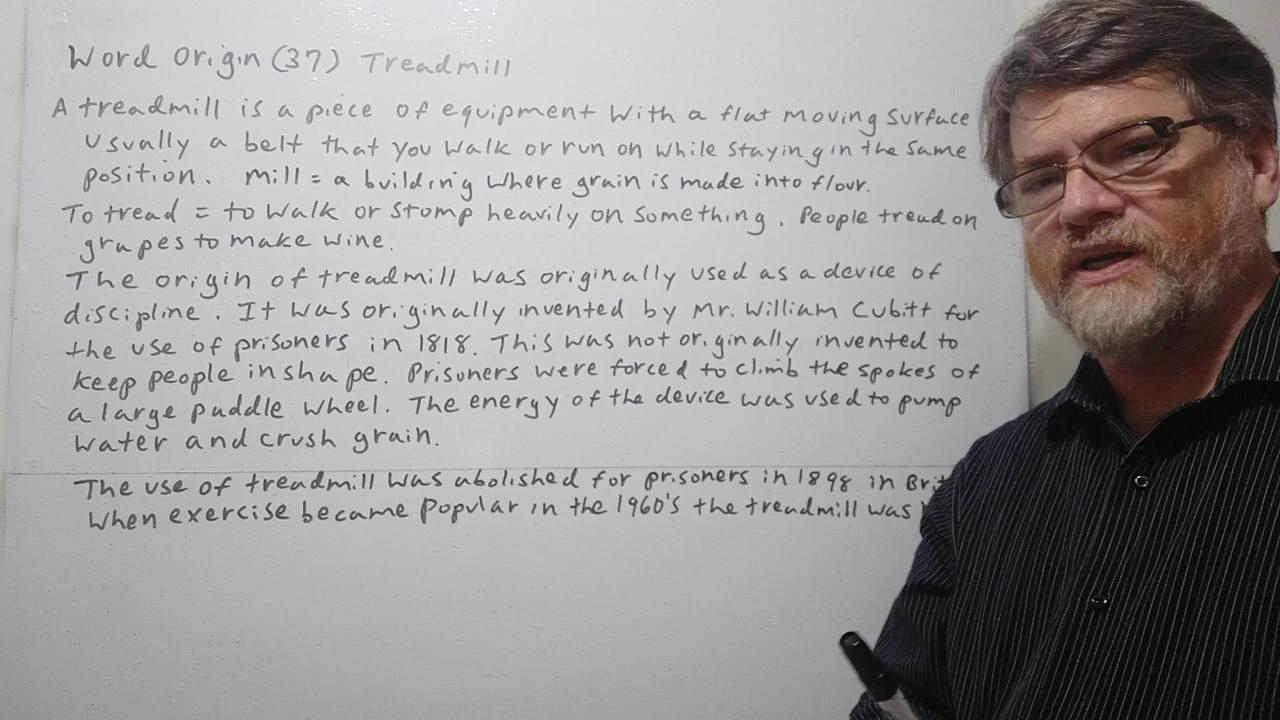 Word Origin (37) Treadmill
A treadmill is a piece of equipment with a flat moving surface
usually a belt that you walk or run on while staying in the same
position. mill = a building where grain is made into flour.
To tread = to walk or stomp heavily on something. People tread on
grapes to make wine.
The origin of treadmill was originally used as a device of
discipline. It was originally invented by Mr. William Cubitt for
the use of prisoners in 1818. This was not originally invented to
keep people in shape. Prisoners were forced to climb the spokes of
a large paddle wheel. The energy of the device was used to pump
water and crush grain.
The use of treadmill was abolished for prisoners in 1898 in Brit
When exercise became popular in the 1960's the treadmill was